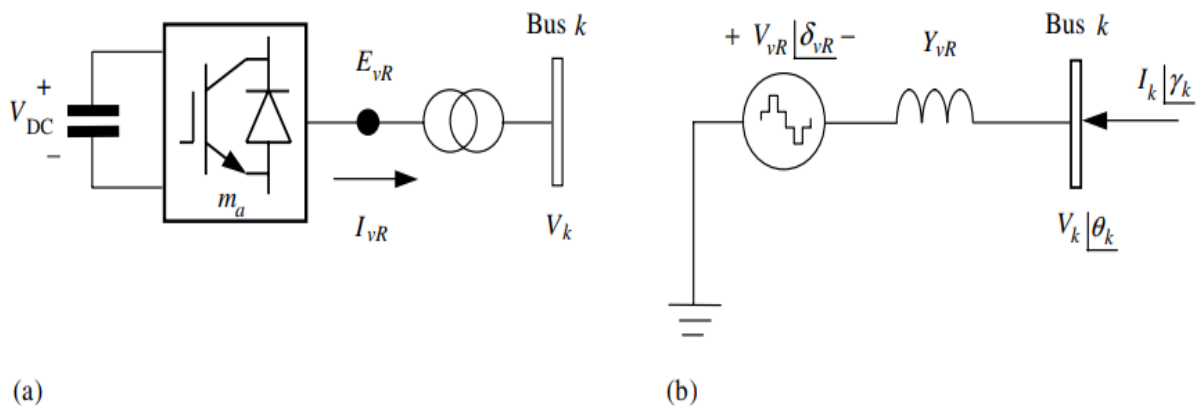 Bus k
E_vR
V_DC
+
−
m_a
I_vR
V_k
(a)
+ V_vR|δ_vR −
Y_vR
Bus k
I_k|γ_k
V_k|θ_k
(b)